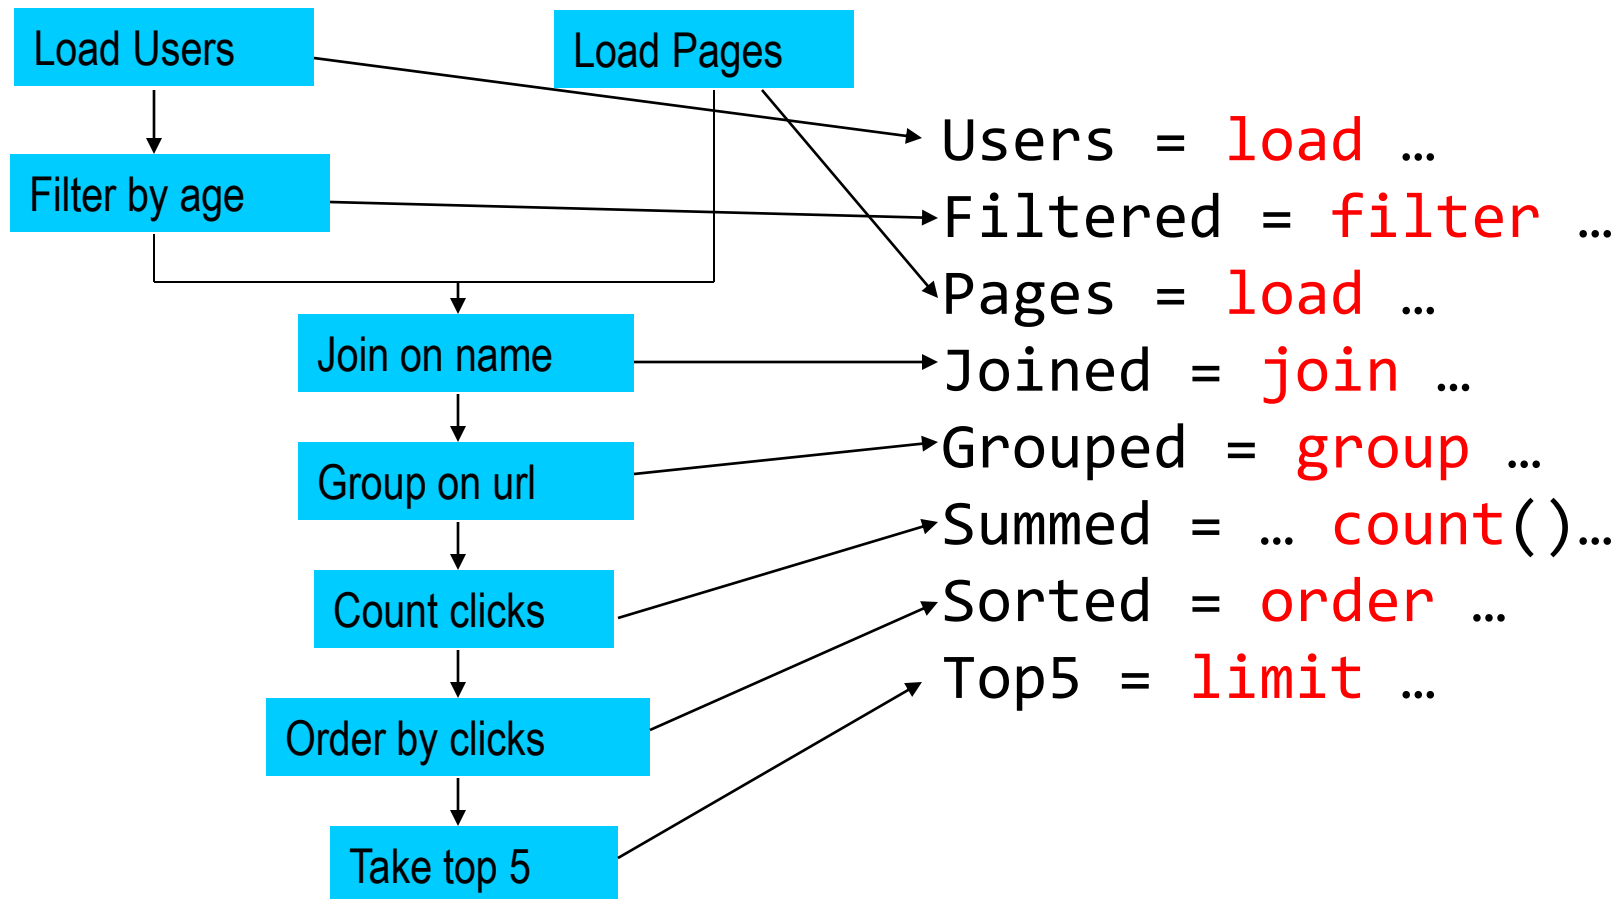 Load Users
Load Pages
Filter by age
Join on name
Group on url
Count clicks
Order by clicks
Take top 5
Users = load …
Filtered = filter …
Pages = load …
Joined = join …
Grouped = group …
Summed = … count()…
Sorted = order …
Top5 = limit …